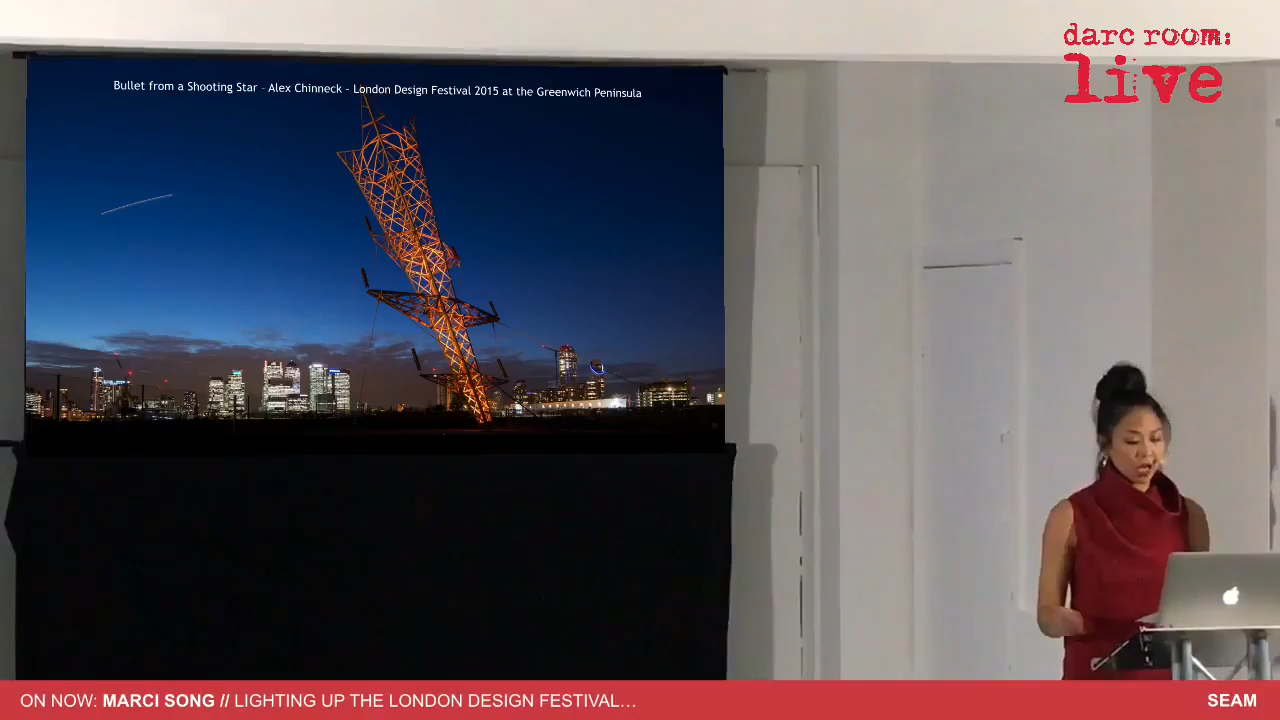 darc room:
live
Bullet from a Shooting Star – Alex Chinneck – London Design Festival 2015 at the Greenwich Peninsula
ON NOW: MARCI SONG // LIGHTING UP THE LONDON DESIGN FESTIVAL… SEAM